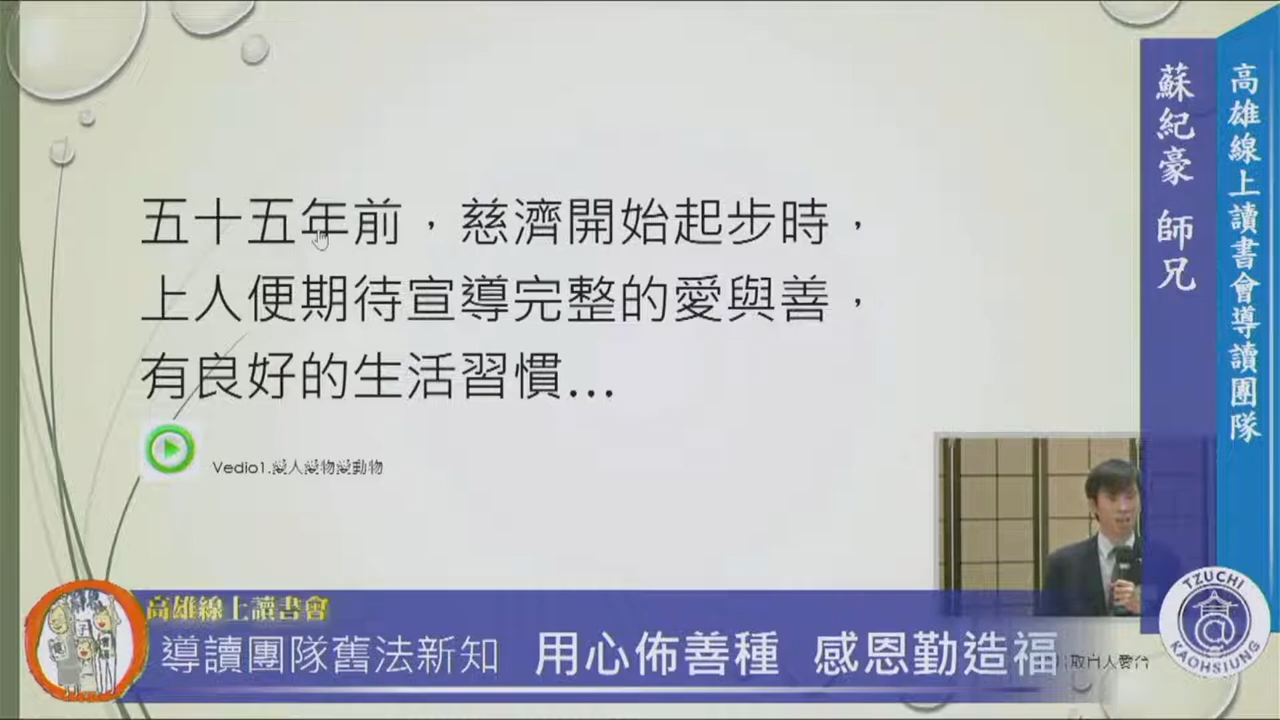 五十五年前，慈濟開始起步時，
上人便期待宣導完整的愛與善，
有良好的生活習慣...
Vedio1.愛人愛物愛動物
蘇紀豪 師兄
高雄線上讀書會導讀團隊
高雄線上讀書會
導讀團隊舊法新知 用心佈善種 感恩勤造福
TZUCHI
KAOHSIUNG